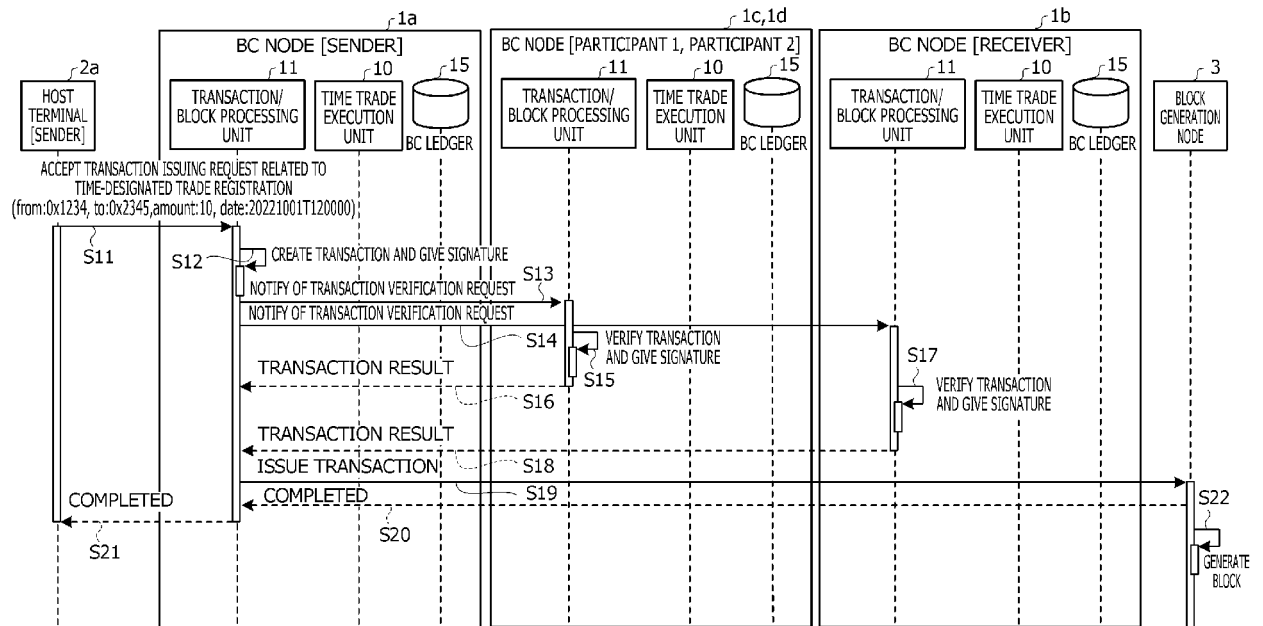 1a
1c,1d
1b
BC NODE [SENDER]
BC NODE [PARTICIPANT 1, PARTICIPANT 2]
BC NODE [RECEIVER]
2a
11
10
15
11
10
15
11
10
15
3
HOST
TERMINAL
[SENDER]
TRANSACTION/
BLOCK PROCESSING
UNIT
TIME TRADE
EXECUTION UNIT
BC LEDGER
TRANSACTION/
BLOCK PROCESSING
UNIT
TIME TRADE
EXECUTION UNIT
BC LEDGER
TRANSACTION/
BLOCK PROCESSING
UNIT
TIME TRADE
EXECUTION UNIT
BC LEDGER
BLOCK
GENERATION
NODE
ACCEPT TRANSACTION ISSUING REQUEST RELATED TO
TIME-DESIGNATED TRADE REGISTRATION
(from:0x1234, to:0x2345,amount:10, date:20221001T120000)
S11
S12
CREATE TRANSACTION AND GIVE SIGNATURE
S13
NOTIFY OF TRANSACTION VERIFICATION REQUEST
NOTIFY OF TRANSACTION VERIFICATION REQUEST
S14
VERIFY TRANSACTION
AND GIVE SIGNATURE
S15
TRANSACTION RESULT
S16
S17
VERIFY TRANSACTION
AND GIVE SIGNATURE
TRANSACTION RESULT
S18
ISSUE TRANSACTION
S19
COMPLETED
S20
COMPLETED
S21
S22
GENERATE
BLOCK